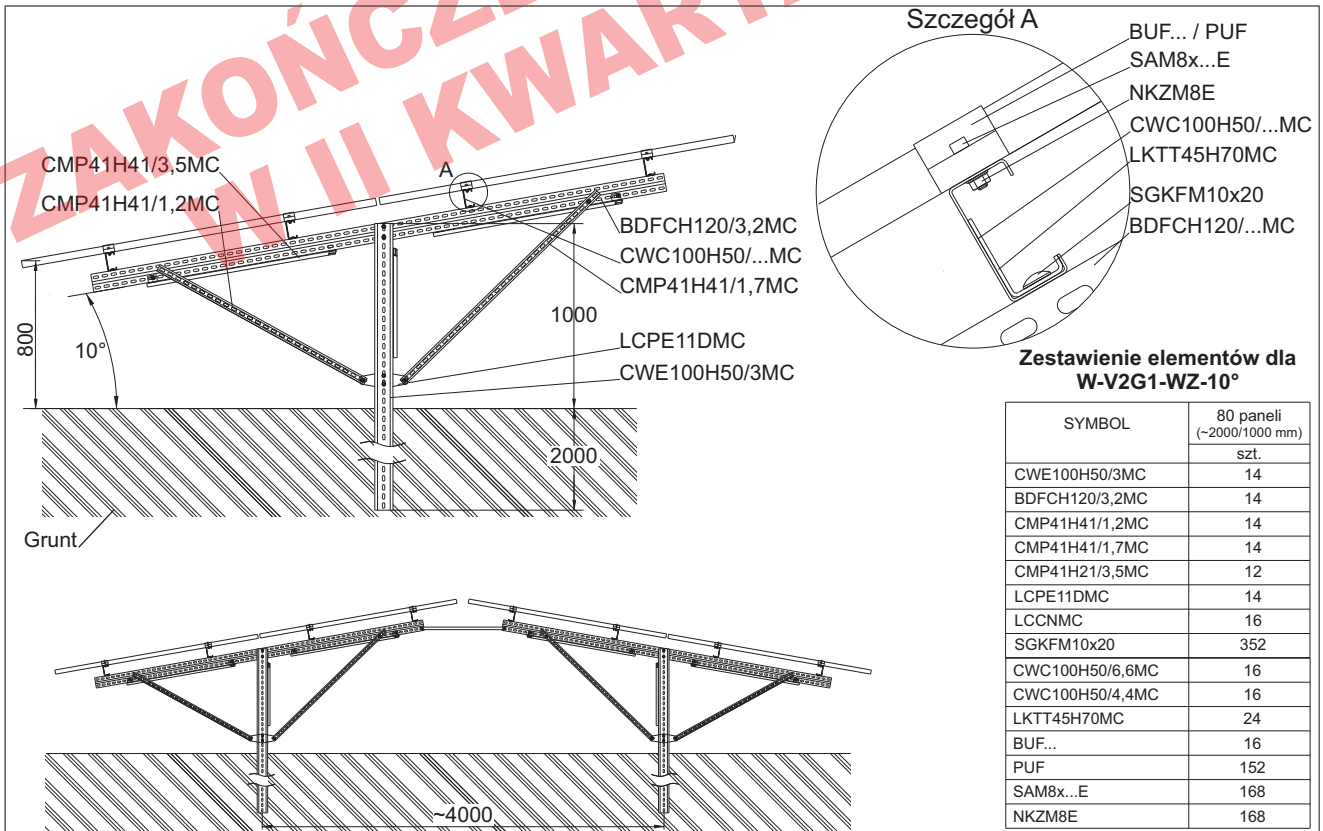 ZAKOŃCZE
W II KWARTA
Szczegół A
BUF... / PUF
SAM8x...E
NKZM8E
CWC100H50/...MC
LKTT45H70MC
SGKFM10x20
BDFCH120/...MC
CMP41H41/3,5MC
CMP41H41/1,2MC
A
BDFCH120/3,2MC
CWC100H50/...MC
CMP41H41/1,7MC
LCPE11DMC
CWE100H50/3MC
800
10°
1000
2000
Grunt
~4000
Zestawienie elementów dla
W-V2G1-WZ-10°
SYMBOL 80 paneli
(~2000/1000 mm)
szt.
CWE100H50/3MC 14
BDFCH120/3,2MC 14
CMP41H41/1,2MC 14
CMP41H41/1,7MC 14
CMP41H21/3,5MC 12
LCPE11DMC 14
LCCNMC 16
SGKFM10x20 352
CWC100H50/6,6MC 16
CWC100H50/4,4MC 16
LKTT45H70MC 24
BUF... 16
PUF 152
SAM8x...E 168
NKZM8E 168